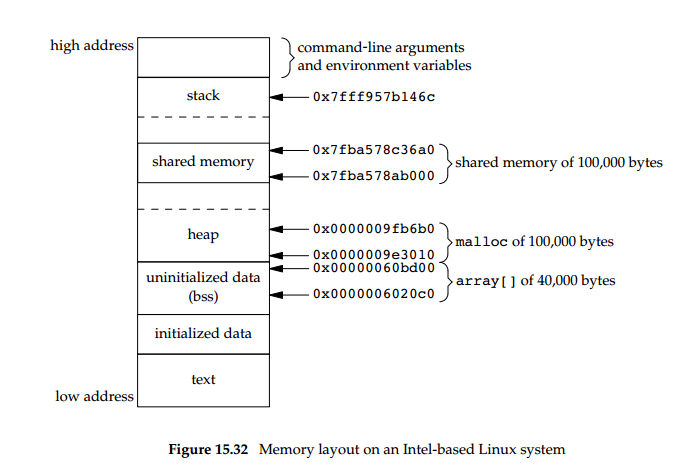 high address
command-line arguments
and environment variables
stack
0x7fff957b146c
shared memory
0x7fba578c36a0
0x7fba578ab000
shared memory of 100,000 bytes
heap
0x0000009fb6b0
0x0000009e3010
malloc of 100,000 bytes
uninitialized data
(bss)
0x00000060bd00
0x0000006020c0
array[] of 40,000 bytes
initialized data
text
low address
Figure 15.32 Memory layout on an Intel-based Linux system